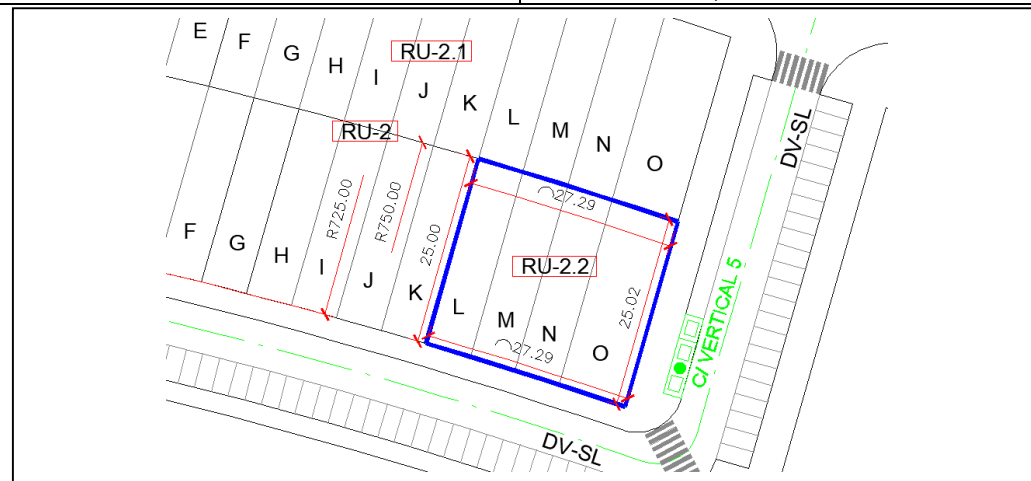 E
F
G
H
I
J
K
L
M
N
O
RU-2.1
RU-2
DV-SL
R725.00
R750.00
25.00
27.29
RU-2.2
25.02
F
G
H
I
J
K
L
M
N
O
27.29
C/ VERTICAL 5
DV-SL